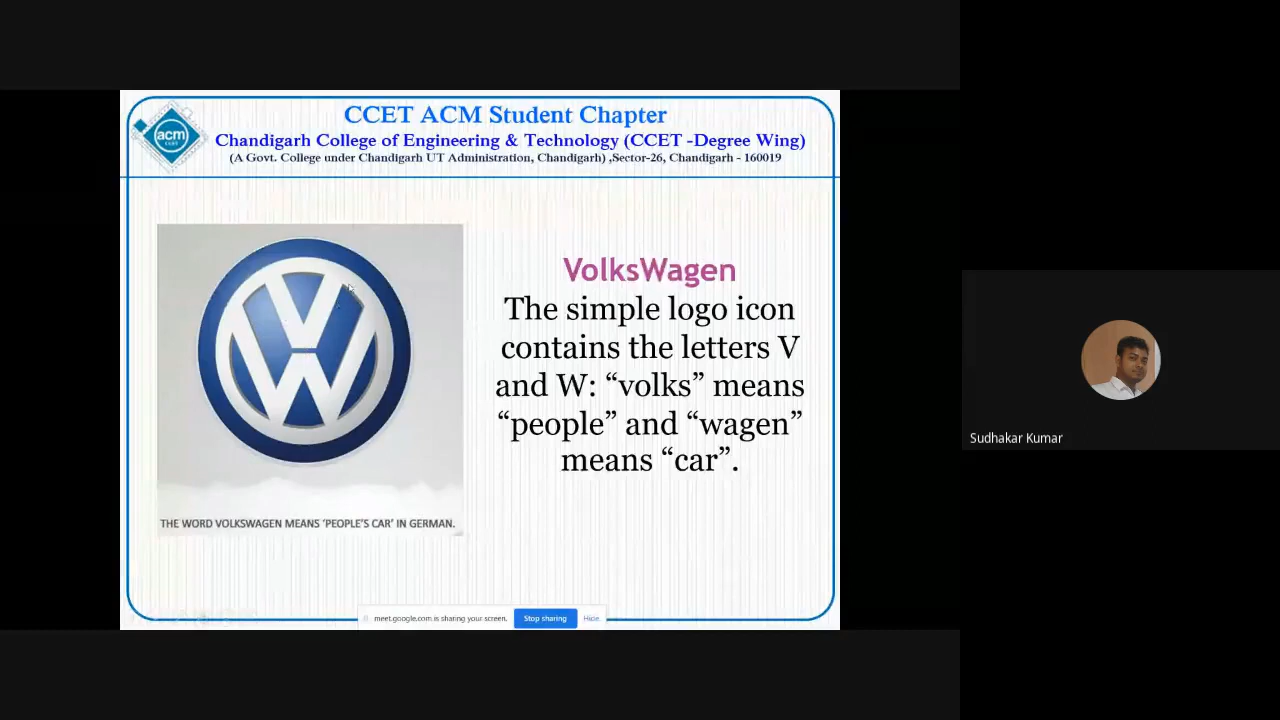 CCET ACM Student Chapter
Chandigarh College of Engineering & Technology (CCET -Degree Wing)
(A Govt. College under Chandigarh UT Administration, Chandigarh) ,Sector-26, Chandigarh - 160019
acm
CCET
VolksWagen
The simple logo icon
contains the letters V
and W: “volks” means
“people” and “wagen”
means “car”.
VW
THE WORD VOLKSWAGEN MEANS ‘PEOPLE’S CAR’ IN GERMAN.
meet.google.com is sharing your screen.
Stop sharing
Hide
Sudhakar Kumar